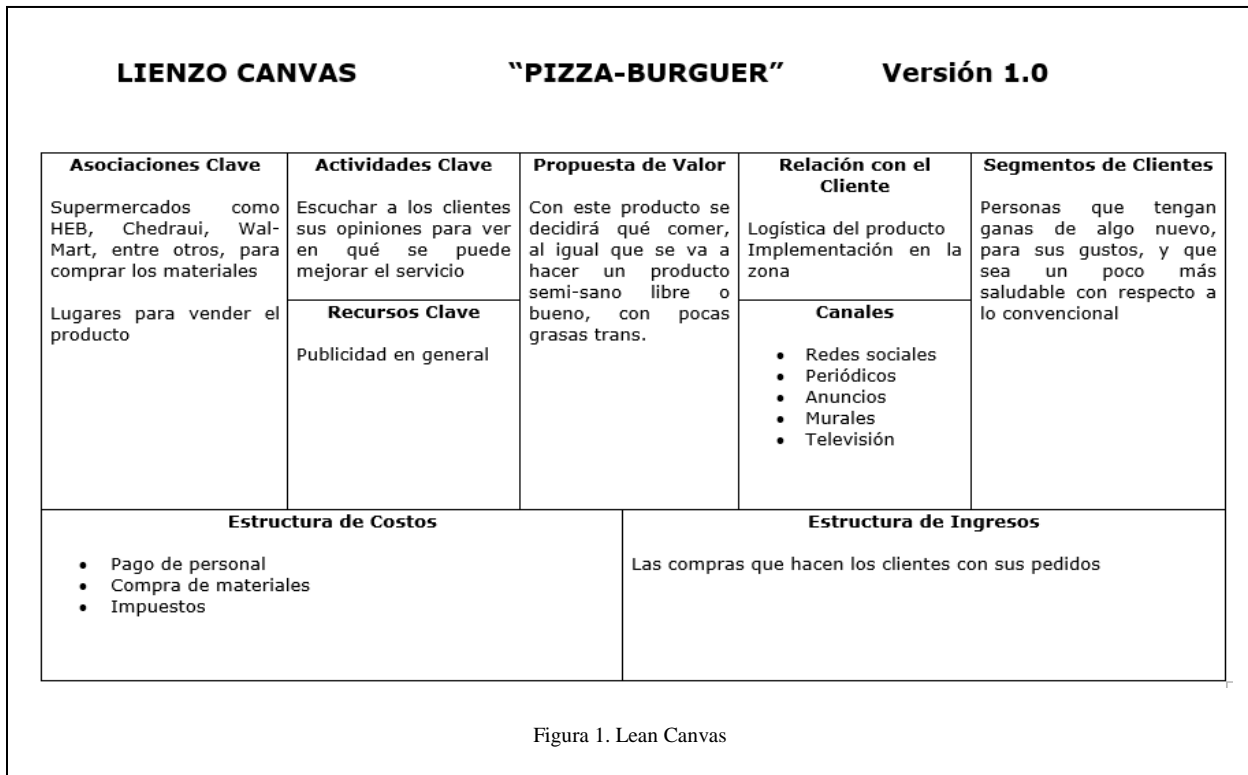 LIENZO CANVAS “PIZZA-BURGUER” Versión 1.0
Asociaciones Clave
Supermercados como
HEB, Chedraui, Wal-
Mart, entre otros, para
comprar los materiales
Lugares para vender el
producto
Actividades Clave
Escuchar a los clientes
sus opiniones para ver
en qué se puede
mejorar el servicio
Recursos Clave
Publicidad en general
Propuesta de Valor
Con este producto se
decidirá qué comer,
al igual que se va a
hacer un producto
semi-sano libre o
bueno, con pocas
grasas trans.
Relación con el
Cliente
Logística del producto
Implementación en la
zona
Canales
• Redes sociales
• Periódicos
• Anuncios
• Murales
• Televisión
Segmentos de Clientes
Personas que tengan
ganas de algo nuevo,
para sus gustos, y que
sea un poco más
saludable con respecto a
lo convencional
Estructura de Costos
• Pago de personal
• Compra de materiales
• Impuestos
Estructura de Ingresos
Las compras que hacen los clientes con sus pedidos
Figura 1. Lean Canvas